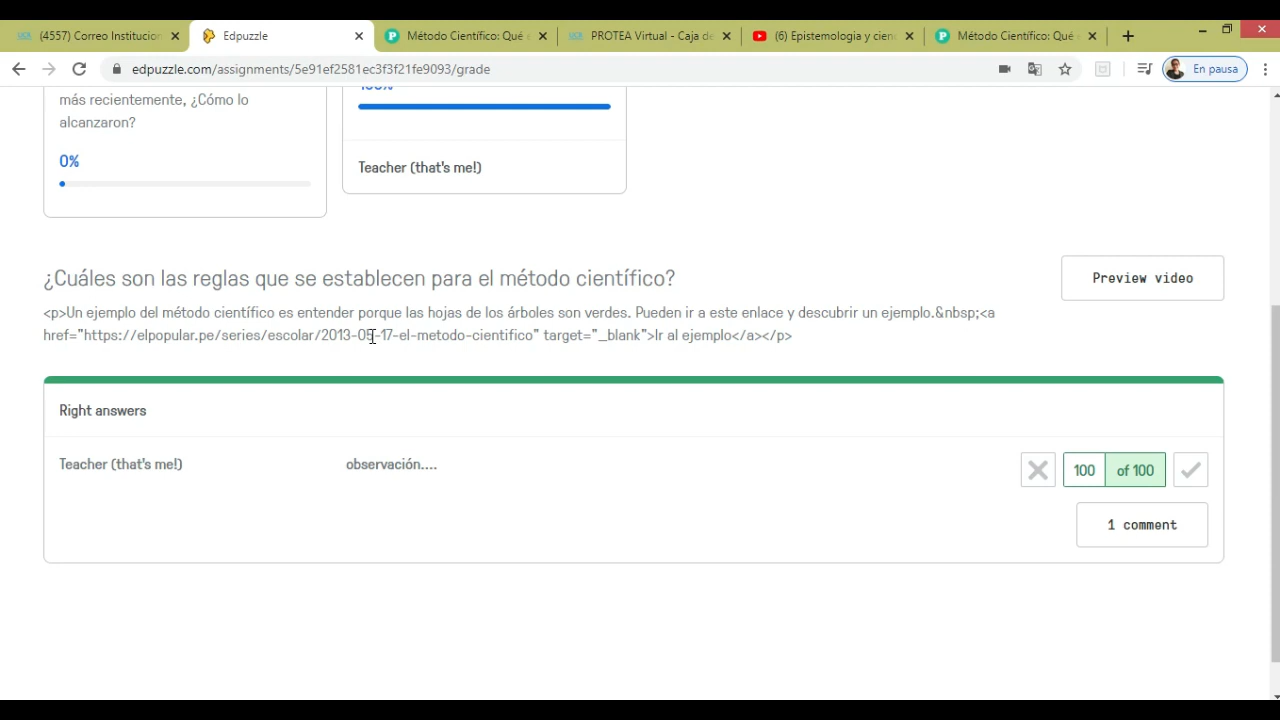 (4557) Correo Institucion
Edpuzzle
Método Científico: Qué e
PROTEA Virtual - Caja de
(6) Epistemologia y cienc
Método Científico: Qué e
edpuzzle.com/assignments/5e91ef2581ec3f3f21fe9093/grade
En pausa
más recientemente, ¿Cómo lo
alcanzaron?
0%
100%
Teacher (that's me!)
¿Cuáles son las reglas que se establecen para el método científico?
Preview video
<p>Un ejemplo del método científico es entender porque las hojas de los árboles son verdes. Pueden ir a este enlace y descubrir un ejemplo.&nbsp;<a
href="https://elpopular.pe/series/escolar/2013-05-17-el-metodo-cientifico" target="_blank">Ir al ejemplo</a></p>
Right answers
Teacher (that's me!)
observación....
100 of 100
1 comment